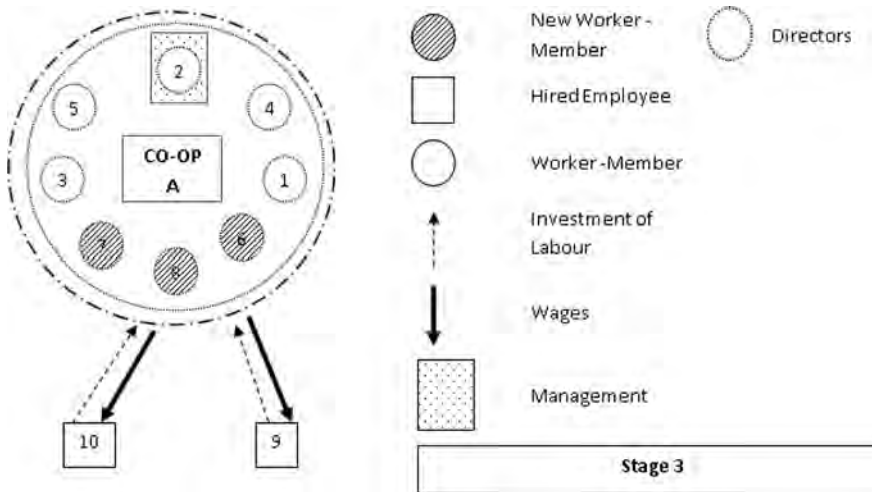 2
5
4
3
CO-OP
A
1
7
8
6
10
9
New Worker -
Member
Directors
Hired Employee
Worker -Member
Investment of
Labour
Wages
Management
Stage 3